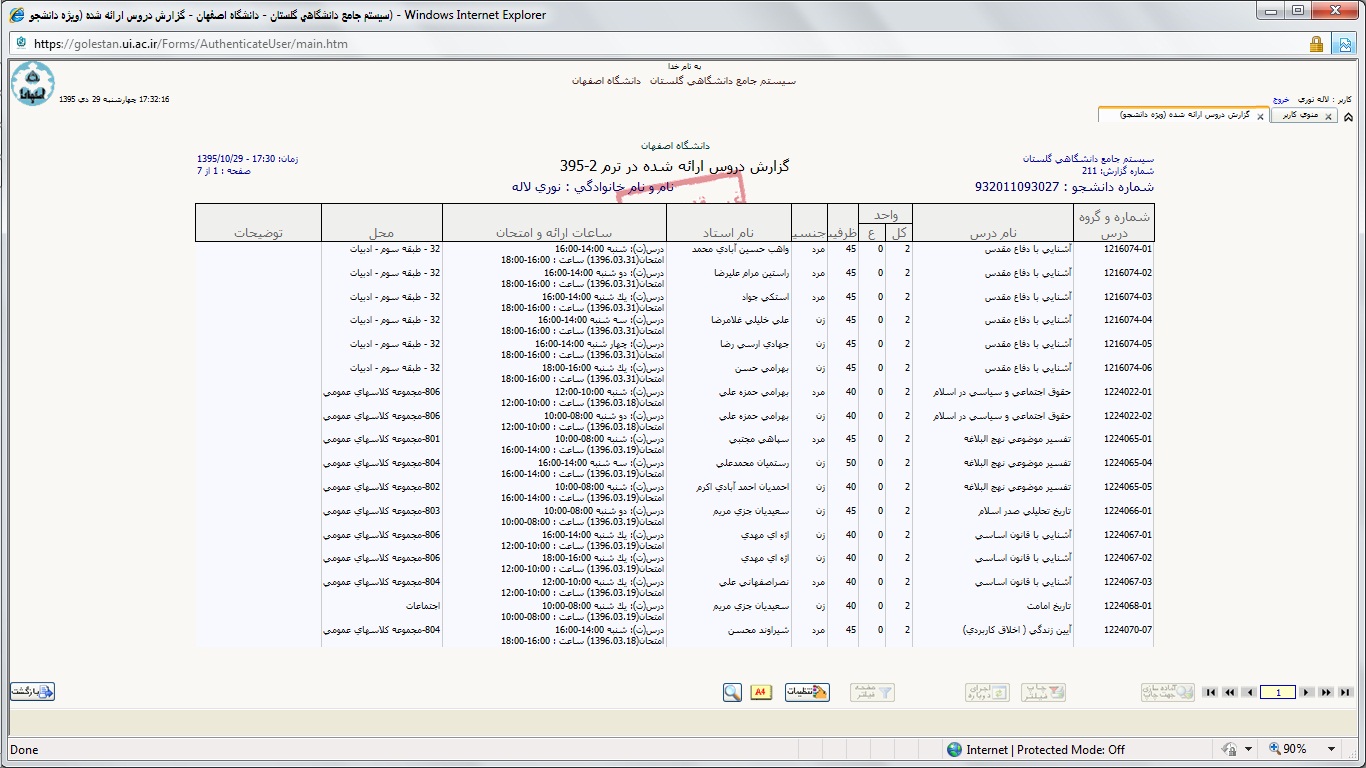 سيستم جامع دانشگاهي گلستان - دانشگاه اصفهان - گزارش دروس ارائه شده (ويژه دانشجو) - Windows Internet Explorer
https://golestan.ui.ac.ir/Forms/AuthenticateUser/main.htm
به نام خدا
سيستم جامع دانشگاهي گلستان دانشگاه اصفهان
کاربر : لاله نوري خروج
17:32:16 چهارشنبه 29 دي 1395
منوي کاربر
گزارش دروس ارائه شده (ويژه دانشجو)
دانشگاه اصفهان
سيستم جامع دانشگاهي گلستان
گزارش دروس ارائه شده در ترم 2-395
زمان: 17:30 - 1395/10/29
شماره گزارش: 211
صفحه : 1 از 7
شماره دانشجو : 932011093027
نام و نام خانوادگي : نوري لاله
شماره و گروه درس نام درس واحد کل ع ظرفي جنسي نام استاد ساعات ارائه و امتحان محل توضيحات
1216074-01 آشنايي با دفاع مقدس 2 0 45 مرد واهب حسين آبادي محمد درس(ت): شنبه 14:00-16:00 32 - طبقه سوم - ادبيات
امتحان(1396.03.31) ساعت : 16:00-18:00
1216074-02 آشنايي با دفاع مقدس 2 0 45 مرد راستين مرام عليرضا درس(ت): دو شنبه 14:00-16:00 32 - طبقه سوم - ادبيات
امتحان(1396.03.31) ساعت : 16:00-18:00
1216074-03 آشنايي با دفاع مقدس 2 0 45 مرد استکي جواد درس(ت): يك شنبه 14:00-16:00 32 - طبقه سوم - ادبيات
امتحان(1396.03.31) ساعت : 16:00-18:00
1216074-04 آشنايي با دفاع مقدس 2 0 45 زن علي خليلي غلامرضا درس(ت): سه شنبه 14:00-16:00 32 - طبقه سوم - ادبيات
امتحان(1396.03.31) ساعت : 16:00-18:00
1216074-05 آشنايي با دفاع مقدس 2 0 45 زن جهادي ارسي رضا درس(ت): چهار شنبه 14:00-16:00 32 - طبقه سوم - ادبيات
امتحان(1396.03.31) ساعت : 16:00-18:00
1216074-06 آشنايي با دفاع مقدس 2 0 45 زن بهرامي حسن درس(ت): يك شنبه 16:00-18:00 32 - طبقه سوم - ادبيات
امتحان(1396.03.31) ساعت : 16:00-18:00
1224022-01 حقوق اجتماعي و سياسي در اسلام 2 0 40 مرد بهرامي حمزه علي درس(ت): شنبه 10:00-12:00 806-مجموعه کلاسهاي عمومي
امتحان(1396.03.18) ساعت : 10:00-12:00
1224022-02 حقوق اجتماعي و سياسي در اسلام 2 0 40 زن بهرامي حمزه علي درس(ت): دو شنبه 08:00-10:00 806-مجموعه کلاسهاي عمومي
امتحان(1396.03.18) ساعت : 10:00-12:00
1224065-01 تفسير موضوعي نهج البلاغه 2 0 45 مرد سپاهي مجتبي درس(ت): شنبه 08:00-10:00 801-مجموعه کلاسهاي عمومي
امتحان(1396.03.19) ساعت : 14:00-16:00
1224065-04 تفسير موضوعي نهج البلاغه 2 0 50 زن رستميان محمدعلي درس(ت): سه شنبه 14:00-16:00 804-مجموعه کلاسهاي عمومي
امتحان(1396.03.19) ساعت : 14:00-16:00
1224065-05 تفسير موضوعي نهج البلاغه 2 0 40 زن احمديان احمد آبادي اکرم درس(ت): شنبه 08:00-10:00 802-مجموعه کلاسهاي عمومي
امتحان(1396.03.19) ساعت : 14:00-16:00
1224066-01 تاريخ تحليلي صدر اسلام 2 0 45 زن سعيديان جزي مريم درس(ت): دو شنبه 08:00-10:00 803-مجموعه کلاسهاي عمومي
امتحان(1396.03.19) ساعت : 08:00-10:00
1224067-01 آشنايي با قانون اساسي 2 0 40 زن اژه اي مهدي درس(ت): يك شنبه 14:00-16:00 806-مجموعه کلاسهاي عمومي
امتحان(1396.03.19) ساعت : 10:00-12:00
1224067-02 آشنايي با قانون اساسي 2 0 40 زن اژه اي مهدي درس(ت): يك شنبه 16:00-18:00 806-مجموعه کلاسهاي عمومي
امتحان(1396.03.19) ساعت : 10:00-12:00
1224067-03 آشنايي با قانون اساسي 2 0 40 مرد نصراصفهاني علي درس(ت): يك شنبه 10:00-12:00 804-مجموعه کلاسهاي عمومي
امتحان(1396.03.19) ساعت : 10:00-12:00
1224068-01 تاريخ امامت 2 0 40 زن سعيديان جزي مريم درس(ت): يك شنبه 08:00-10:00 اجتماعات
امتحان(1396.03.19) ساعت : 08:00-10:00
1224070-07 آيين زندگي ( اخلاق کاربردي) 2 0 45 مرد شيراوند محسن درس(ت): شنبه 14:00-16:00 804-مجموعه کلاسهاي عمومي
امتحان(1396.03.18) ساعت : 16:00-18:00
1 آماده سازي جهت چاپ چاپ فيلتر اجراي دوباره صفحه فيلتر تنظيمات A4 بازگشت
Done Internet | Protected Mode: Off 90%